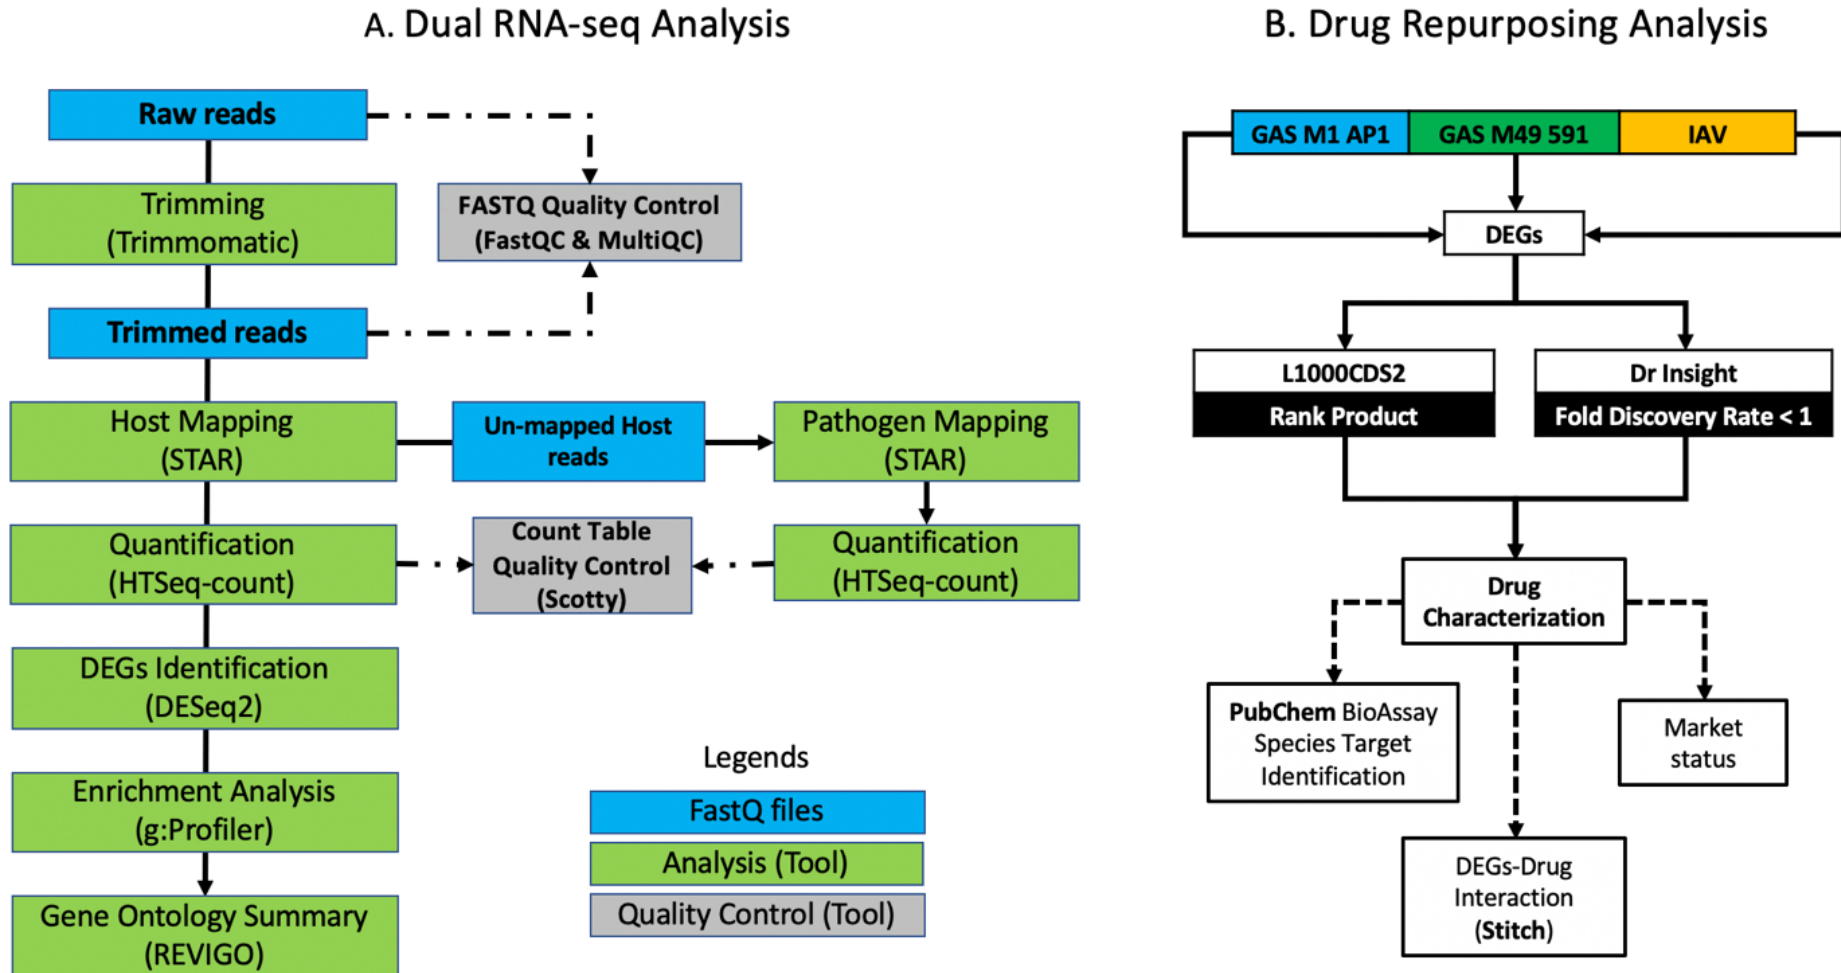 A. Dual RNA-seq Analysis
Raw reads
Trimming
(Trimmomatic)
FASTQ Quality Control
(FastQC & MultiQC)
Trimmed reads
Host Mapping
(STAR)
Un-mapped Host
reads
Pathogen Mapping
(STAR)
Quantification
(HTSeq-count)
Count Table
Quality Control
(Scotty)
Quantification
(HTSeq-count)
DEGs Identification
(DESeq2)
Enrichment Analysis
(g:Profiler)
Gene Ontology Summary
(REVIGO)
Legends
FastQ files
Analysis (Tool)
Quality Control (Tool)
B. Drug Repurposing Analysis
GAS M1 AP1
GAS M49 591
IAV
DEGs
L1000CDS2
Rank Product
Dr Insight
Fold Discovery Rate < 1
Drug
Characterization
PubChem BioAssay
Species Target
Identification
Market
status
DEGs-Drug
Interaction
(Stitch)